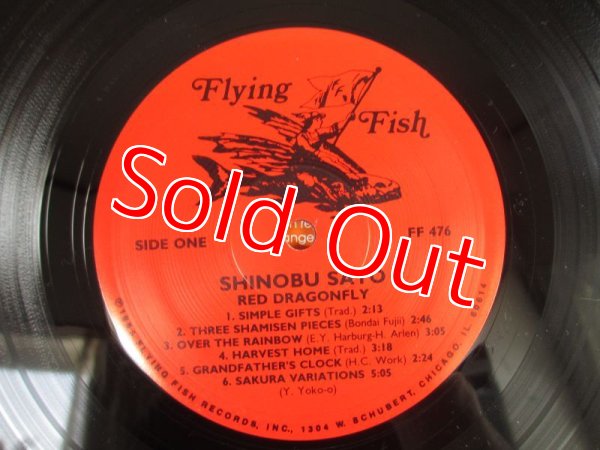 Flying
Fish
Sold Out
SIDE ONE
FF 476
SHINOBU SATO
RED DRAGONFLY
1. SIMPLE GIFTS (Trad.) 2:13
2. THREE SHAMISEN PIECES (Bondai Fujii) 2:46
3. OVER THE RAINBOW (E.Y. Harburg-H. Arlen) 3:05
4. HARVEST HOME (Trad.) 3:18
5. GRANDFATHER'S CLOCK (H.C. Work) 2:24
6. SAKURA VARIATIONS 5:05
(Y. Yoko-o)
FLYING FISH RECORDS, INC., 1304 W. SCHUBERT, CHICAGO, IL 60614